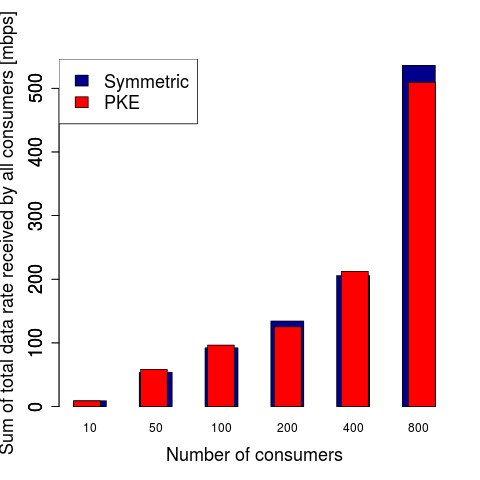 Sum of total data rate received by all consumers [mbps]
Symmetric
PKE
500
400
300
200
100
0
10 50 100 200 400 800
Number of consumers